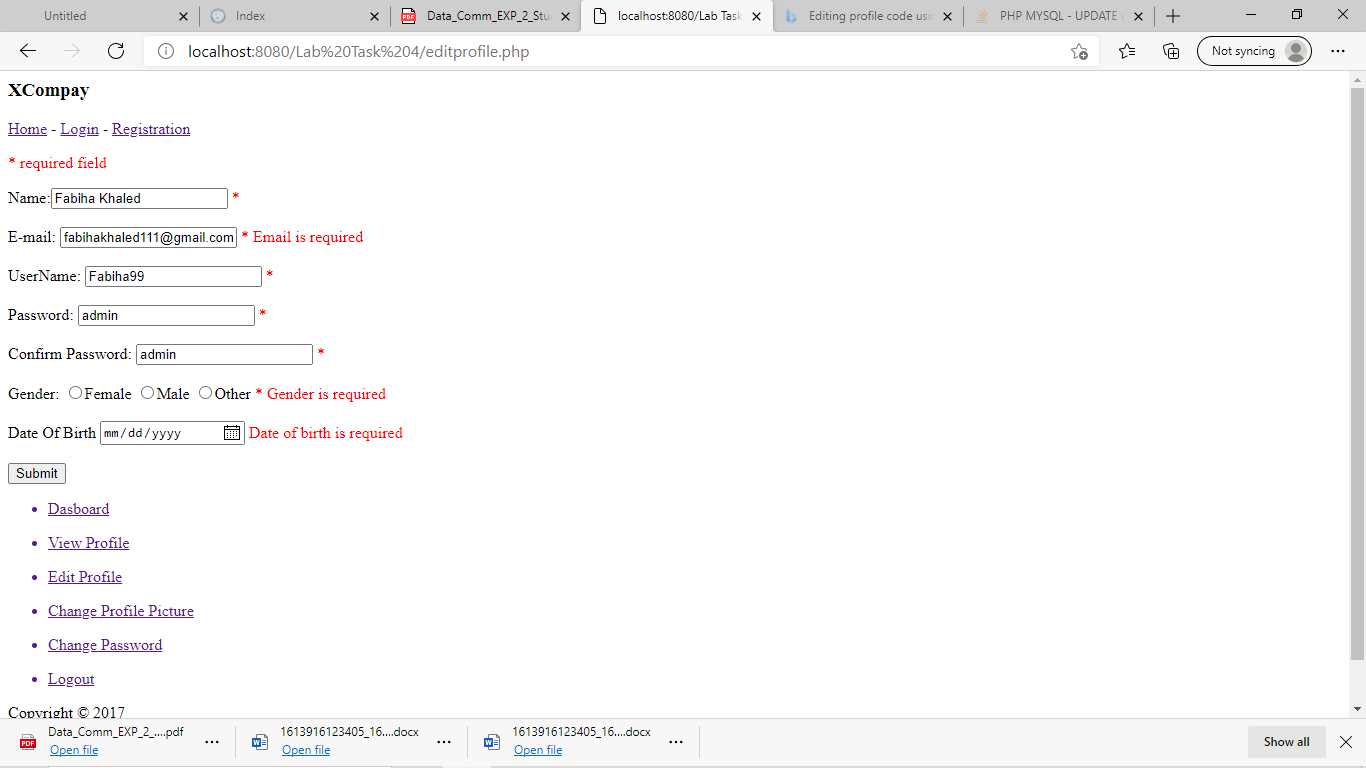 Untitled
Index
Data_Comm_EXP_2_Stu
localhost:8080/Lab Task
Editing profile code usi
PHP MYSQL - UPDATE
localhost:8080/Lab%20Task%204/editprofile.php
Not syncing
XCompay
Home - Login - Registration
* required field
Name: Fabiha Khaled *
E-mail: fabihakhaled111@gmail.com * Email is required
UserName: Fabiha99 *
Password: admin *
Confirm Password: admin *
Gender: Female Male Other * Gender is required
Date Of Birth mm/dd/yyyy Date of birth is required
Submit
• Dasboard
• View Profile
• Edit Profile
• Change Profile Picture
• Change Password
• Logout
Copyright © 2017
PDF Data_Comm_EXP_2_....pdf
Open file
1613916123405_16....docx
Open file
1613916123405_16....docx
Open file
Show all